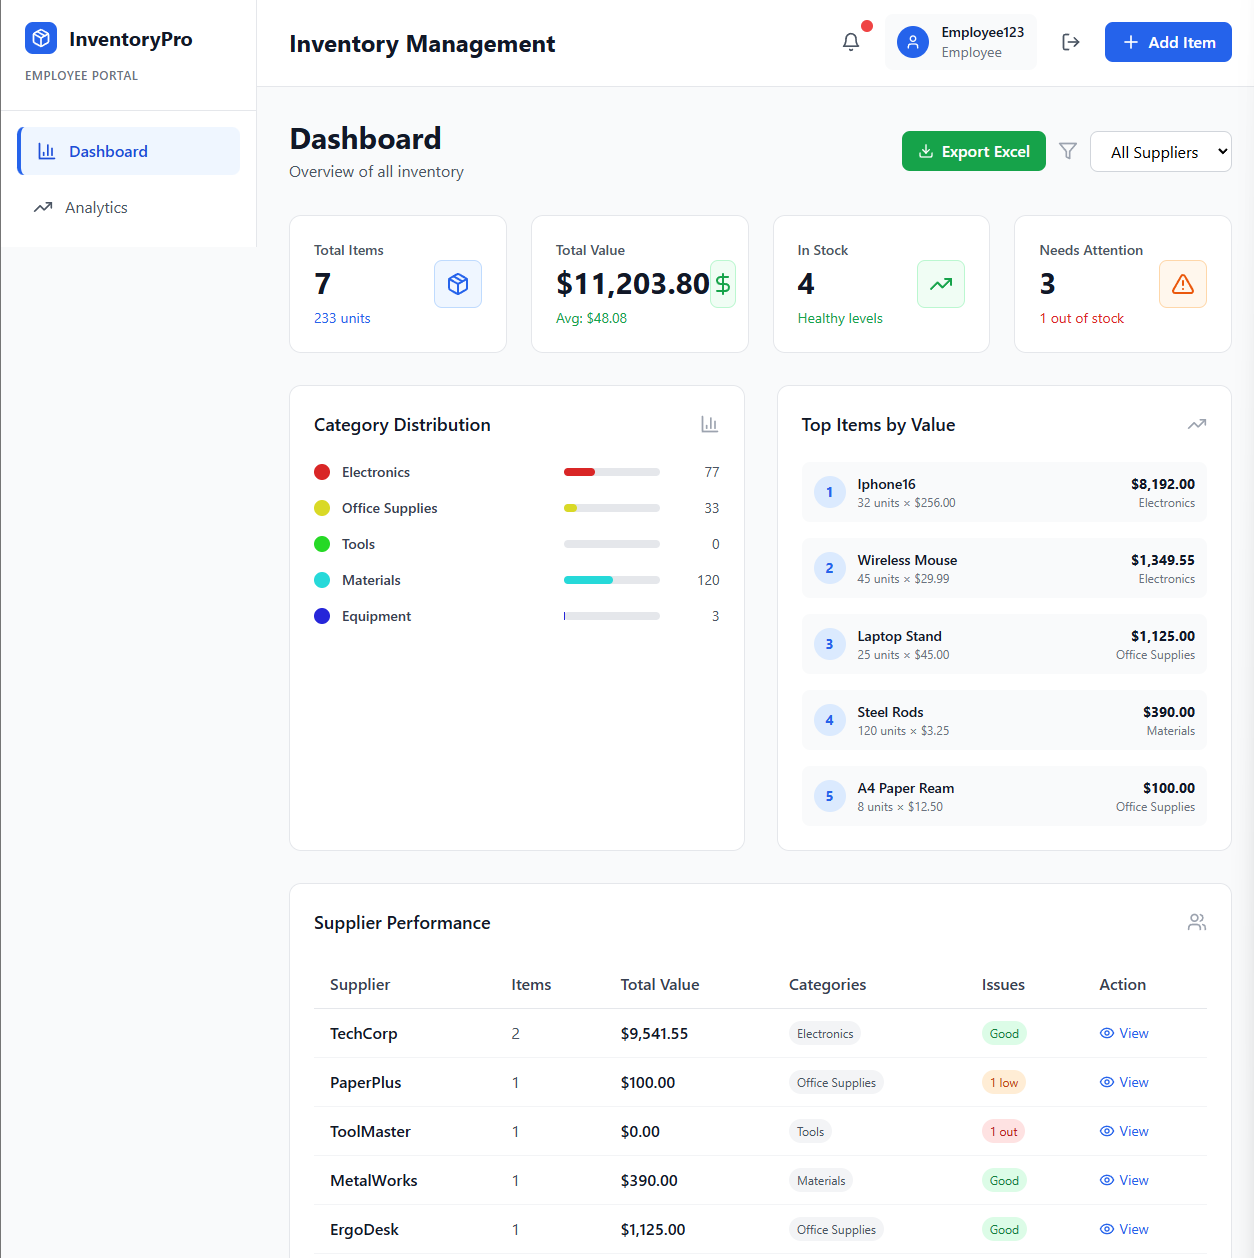 InventoryPro
EMPLOYEE PORTAL
Dashboard
Analytics
Inventory Management
Employee123
Employee
Add Item
Dashboard
Overview of all inventory
Export Excel
All Suppliers
Total Items
7
233 units
Total Value
$11,203.80
$
Avg: $48.08
In Stock
4
Healthy levels
Needs Attention
3
1 out of stock
Category Distribution
Electronics 77
Office Supplies 33
Tools 0
Materials 120
Equipment 3
Top Items by Value
1 Iphone16 $8,192.00
32 units × $256.00 Electronics
2 Wireless Mouse $1,349.55
45 units × $29.99 Electronics
3 Laptop Stand $1,125.00
25 units × $45.00 Office Supplies
4 Steel Rods $390.00
120 units × $3.25 Materials
5 A4 Paper Ream $100.00
8 units × $12.50 Office Supplies
Supplier Performance
Supplier Items Total Value Categories Issues Action
TechCorp 2 $9,541.55 Electronics Good View
PaperPlus 1 $100.00 Office Supplies 1 low View
ToolMaster 1 $0.00 Tools 1 out View
MetalWorks 1 $390.00 Materials Good View
ErgoDesk 1 $1,125.00 Office Supplies Good View